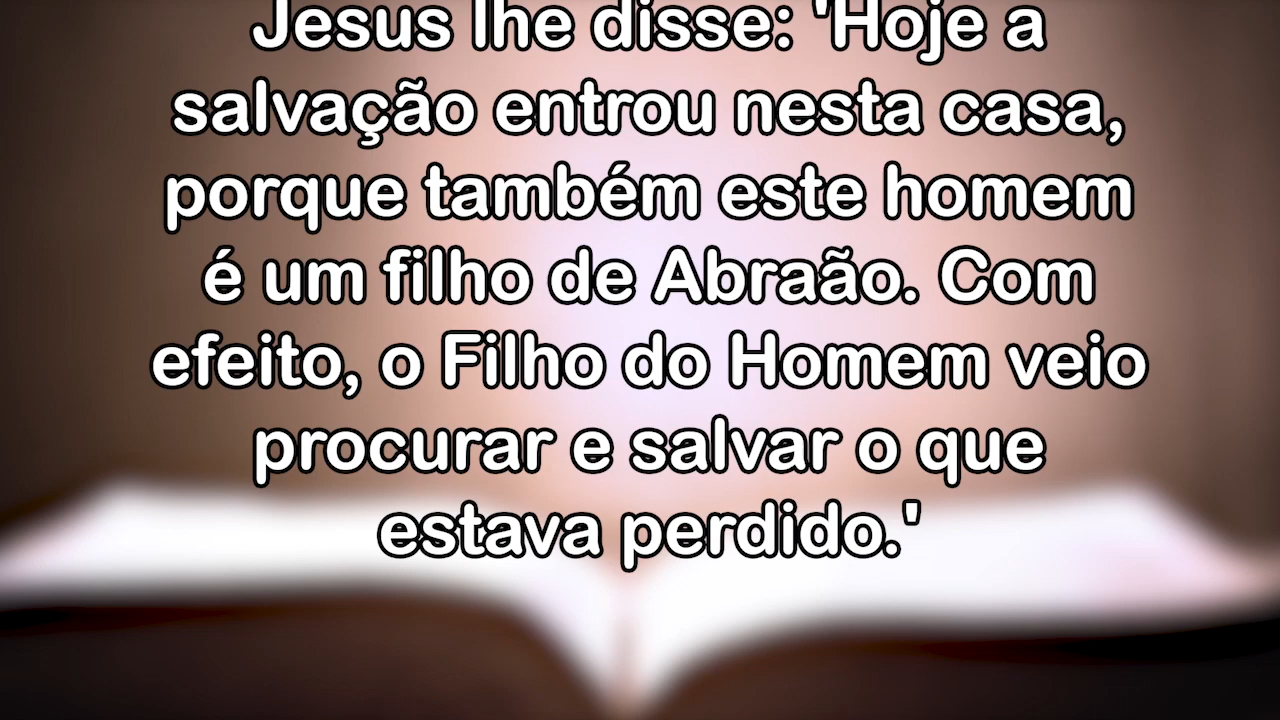 Jesus lhe disse: 'Hoje a
salvação entrou nesta casa,
porque também este homem
é um filho de Abraão. Com
efeito, o Filho do Homem veio
procurar e salvar o que
estava perdido.'